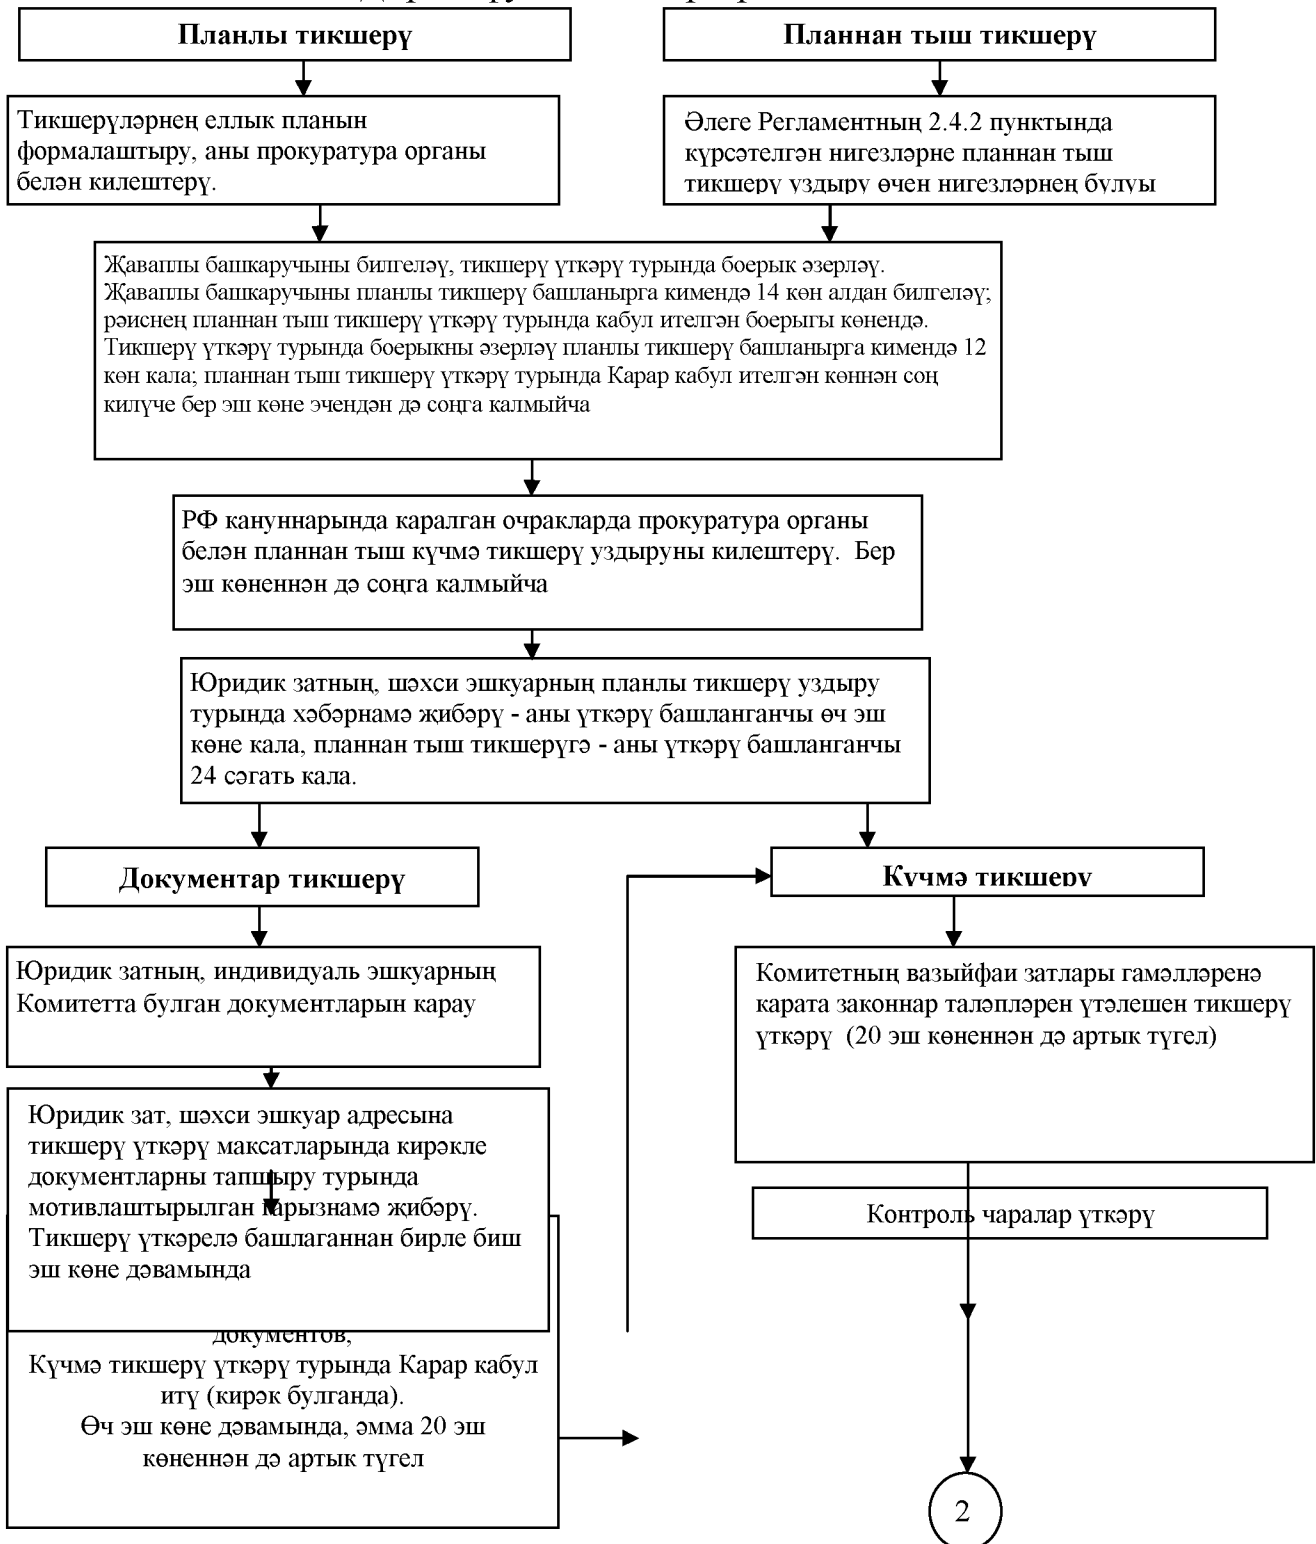 Планлы тикшерү
Планнан тыш тикшерү
Тикшерүләрнең еллык планын
формалаштыру, аны прокуратура органы
белән килештерү.
Әлеге Регламентның 2.4.2 пунктында
күрсәтелгән нигезләрне планнан тыш
тикшерү уздыру өчен нигезләрнең булуы
Җаваплы башкаручыны билгеләү, тикшерү үткәрү турында боерык әзерләү.
Җаваплы башкаручыны планлы тикшерү башланырга кимендә 14 көн алдан билгеләү;
рәиснең планнан тыш тикшерү үткәрү турында кабул ителгән боерыгы көнендә.
Тикшерү үткәрү турында боерыкны әзерләү планлы тикшерү башланырга кимендә 12
көн кала; планнан тыш тикшерү үткәрү турында Карар кабул ителгән көннән соң
килүче бер эш көне эчендән дә соңга калмыйча
РФ кануннарында каралган очракларда прокуратура органы
белән планнан тыш күчмә тикшерү уздыруны килештерү. Бер
эш көненнән дә соңга калмыйча
Юридик затның, шәхси эшкуарның планлы тикшерү уздыру
турында хәбәрнамә җибәрү - аны үткәрү башланганчы өч эш
көне кала, планнан тыш тикшерүгә - аны үткәрү башланганчы
24 сәгать кала.
Документар тикшерү
Күчмә тикшерү
Юридик затның, индивидуаль эшкуарның
Комитетта булган документларын карау
Комитетның вазыйфаи затлары гамәлләренә
карата законнар таләпләрен үтәлешен тикшерү
үткәрү (20 эш көненнән дә артык түгел)
Юридик зат, шәхси эшкуар адресына
тикшерү үткәрү максатларында кирәкле
документларны тапшыру турында
мотивлаштырылган гарызнамә җибәрү.
Тикшерү үткәрелә башлаганнан бирле биш
эш көне дәвамында
Контроль чаралар үткәрү
документов,
Күчмә тикшерү үткәрү турында Карар кабул
итү (кирәк булганда).
Өч эш көне дәвамында, әмма 20 эш
көненнән дә артык түгел
2